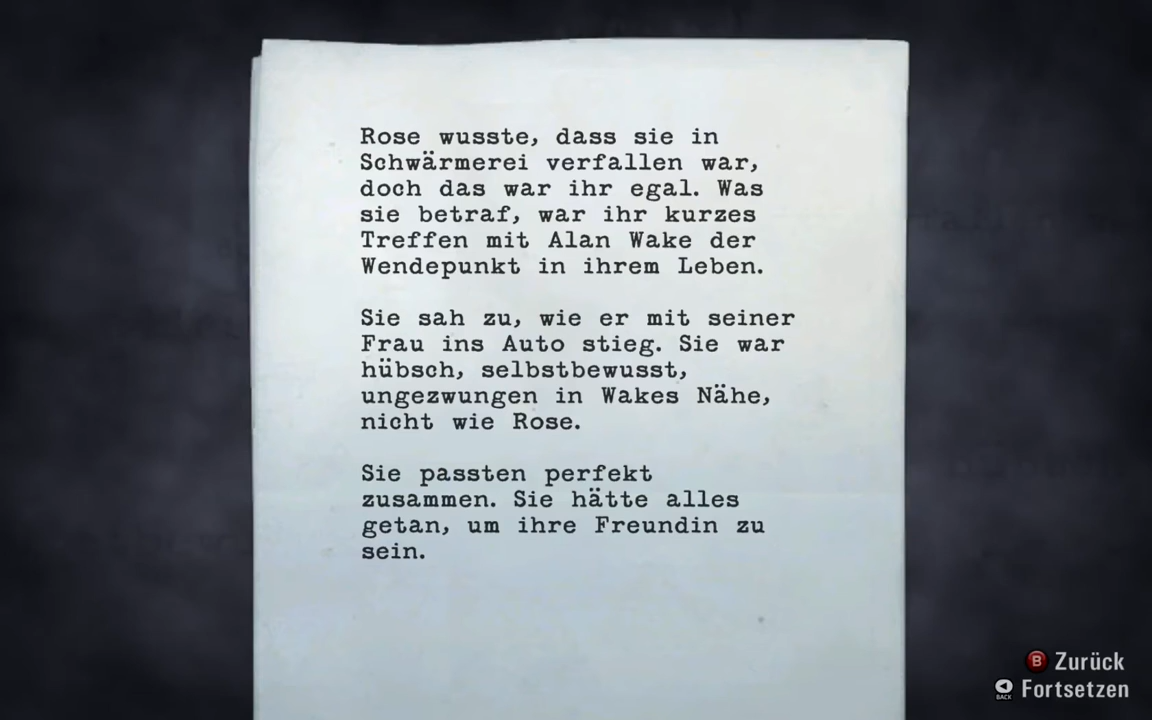 Rose wusste, dass sie in
Schwärmerei verfallen war,
doch das war ihr egal. Was
sie betraf, war ihr kurzes
Treffen mit Alan Wake der
Wendepunkt in ihrem Leben.
Sie sah zu, wie er mit seiner
Frau ins Auto stieg. Sie war
hübsch, selbstbewusst,
ungezwungen in Wakes Nähe,
nicht wie Rose.
Sie passten perfekt
zusammen. Sie hätte alles
getan, um ihre Freundin zu
sein.
B Zurück
BACK Fortsetzen